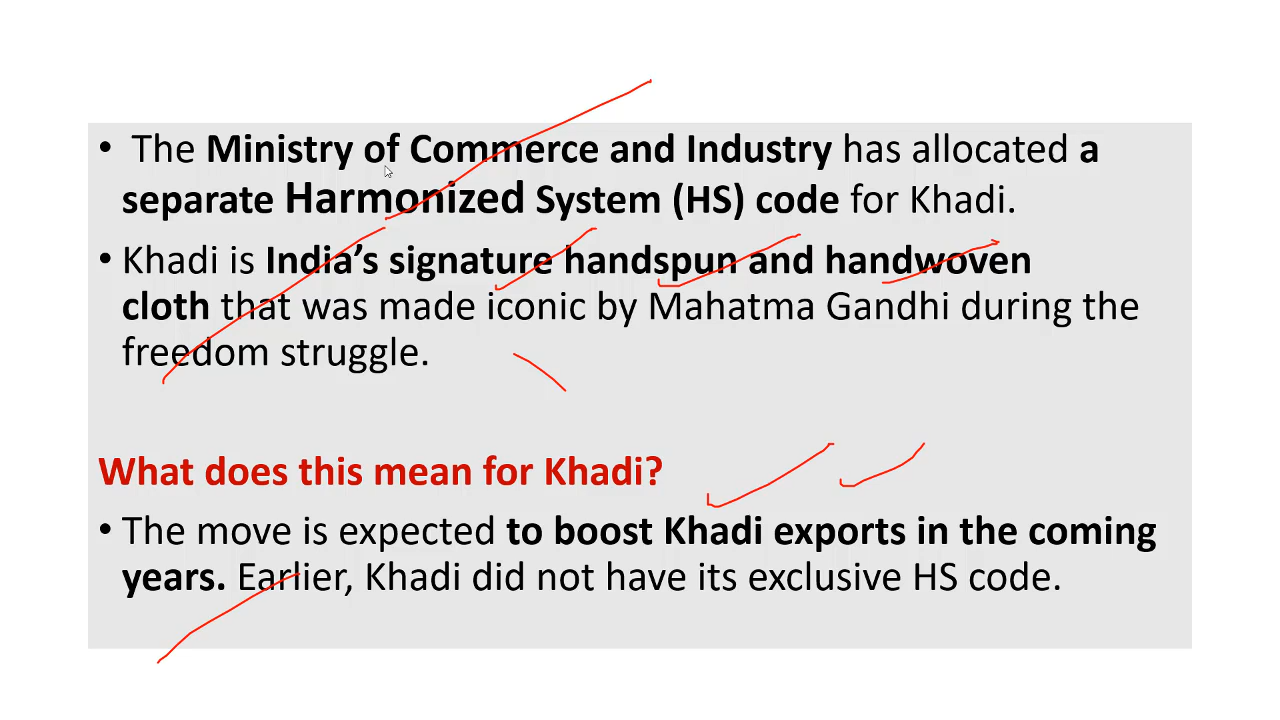 • The Ministry of Commerce and Industry has allocated a
separate Harmonized System (HS) code for Khadi.
• Khadi is India’s signature handspun and handwoven
cloth that was made iconic by Mahatma Gandhi during the
freedom struggle.
What does this mean for Khadi?
• The move is expected to boost Khadi exports in the coming
years. Earlier, Khadi did not have its exclusive HS code.